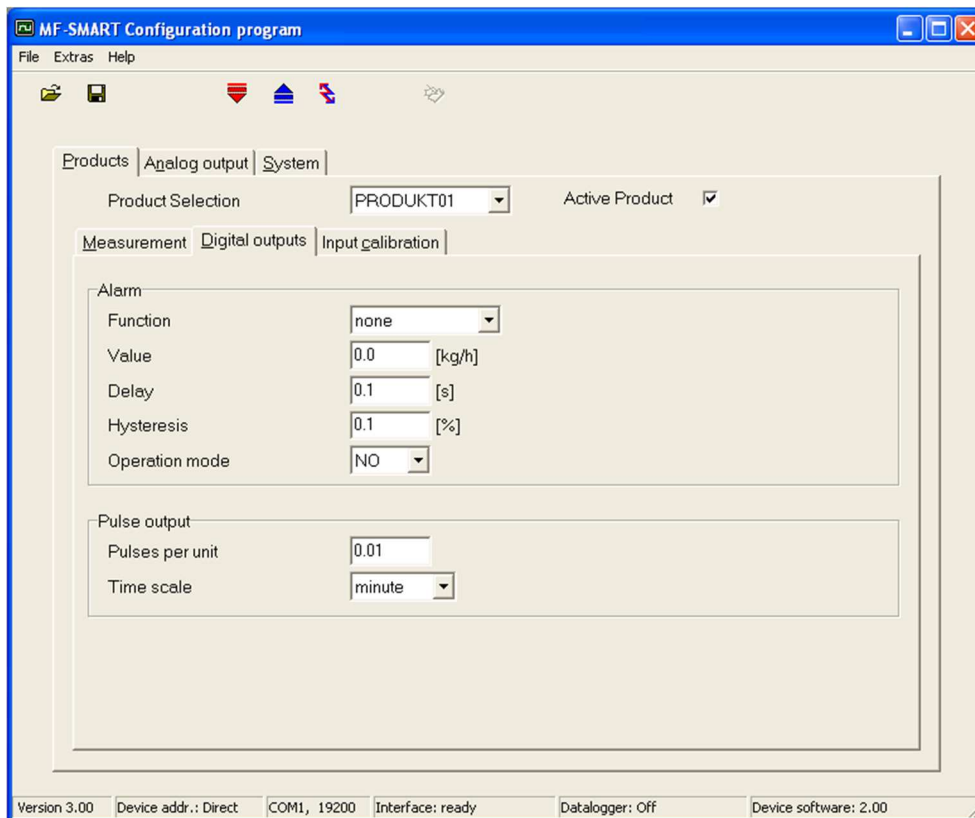 MF-SMART Configuration program
File Extras Help
Products Analog output System
Product Selection PRODUKT01 Active Product
Measurement Digital outputs Input calibration
Alarm
Function none
Value 0.0 [kg/h]
Delay 0.1 [s]
Hysteresis 0.1 [%]
Operation mode NO
Pulse output
Pulses per unit 0.01
Time scale minute
Version 3.00 Device addr.: Direct COM1, 19200 Interface: ready Datalogger: Off Device software: 2.00